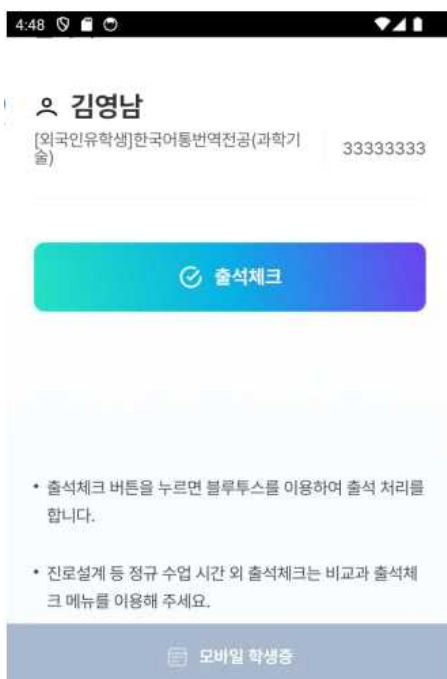 4:48
김영남
[외국인유학생]한국어통번역전공(과학기
술)
33333333
출석체크
• 출석체크 버튼을 누르면 블루투스를 이용하여 출석 처리를
합니다.
• 진로설계 등 정규 수업 시간 외 출석체크는 비교과 출석체
크 메뉴를 이용해 주세요.
모바일 학생증